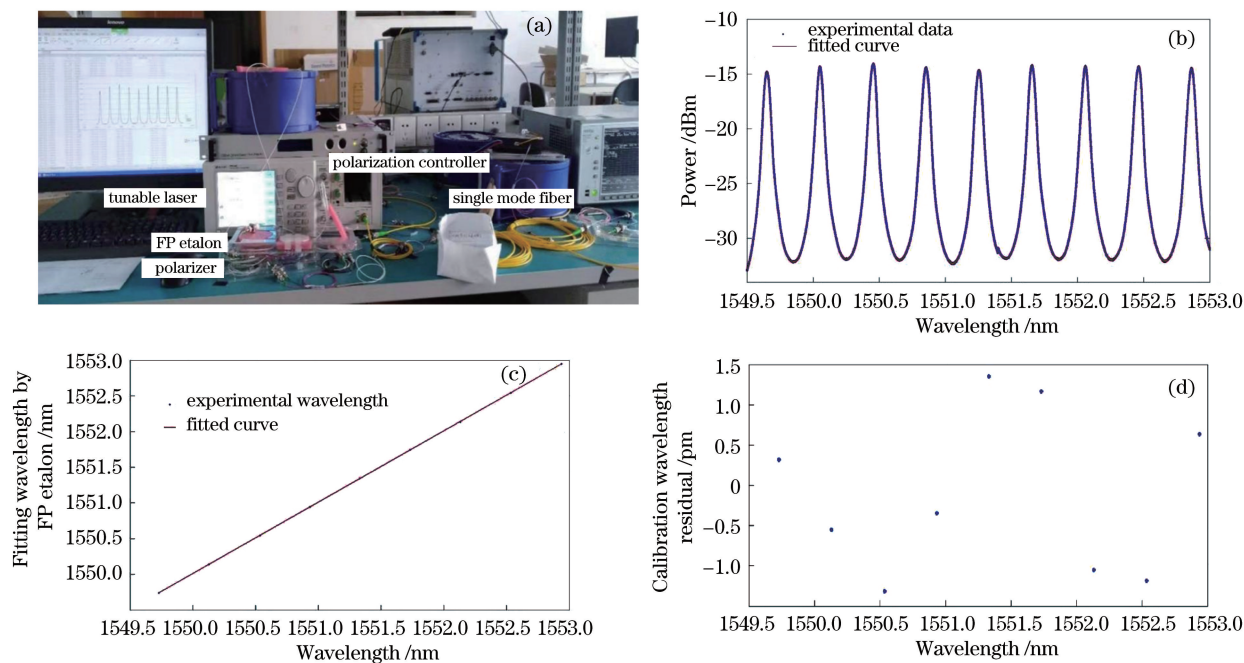 (a)
polarization controller
tunable laser
single mode fiber
FP etalon
polarizer
(b)
experimental data
fitted curve
Power /dBm
−10
−15
−20
−25
−30
1549.5 1550.0 1550.5 1551.0 1551.5 1552.0 1552.5 1553.0
Wavelength /nm
(c)
experimental wavelength
fitted curve
Fitting wavelength by
FP etalon /nm
1553.0
1552.5
1552.0
1551.5
1551.0
1550.5
1550.0
1549.5 1550.0 1550.5 1551.0 1551.5 1552.0 1552.5 1553.0
Wavelength /nm
(d)
Calibration wavelength
residual /pm
1.5
1.0
0.5
0
−0.5
−1.0
1549.5 1550.0 1550.5 1551.0 1551.5 1552.0 1552.5 1553.0
Wavelength /nm